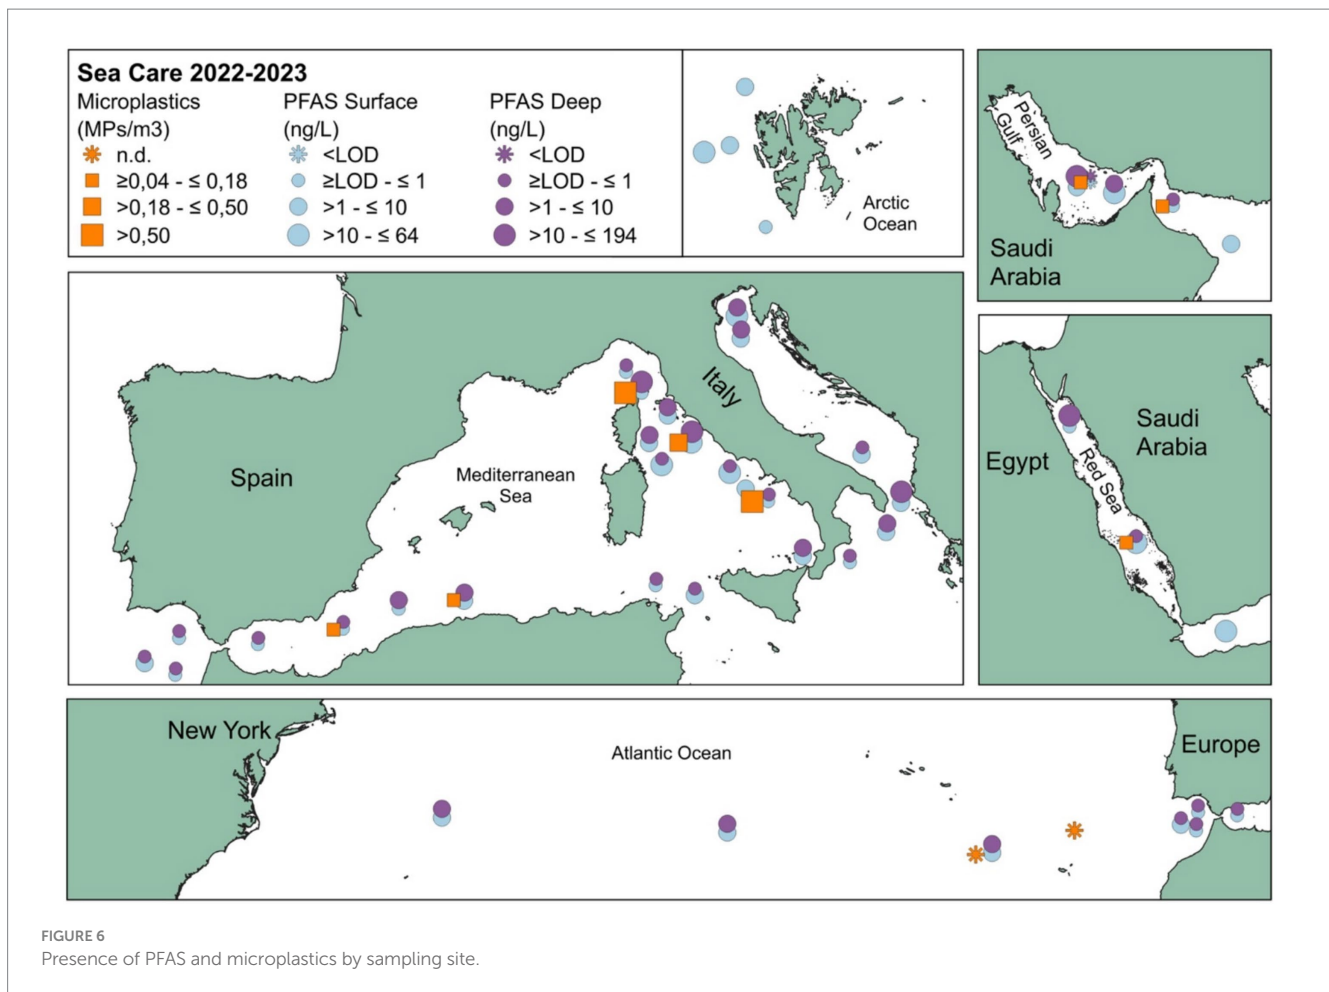 Sea Care 2022-2023
Microplastics
(MPs/m3)
n.d.
≥0,04 - ≤ 0,18
>0,18 - ≤ 0,50
>0,50
PFAS Surface
(ng/L)
<LOD
≥LOD - ≤ 1
>1 - ≤ 10
>10 - ≤ 64
PFAS Deep
(ng/L)
<LOD
≥LOD - ≤ 1
>1 - ≤ 10
>10 - ≤ 194
Arctic
Ocean
Persian
Gulf
Saudi
Arabia
Spain
Mediterranean
Sea
Italy
Egypt
Red Sea
Saudi
Arabia
New York
Atlantic Ocean
Europe
FIGURE 6
Presence of PFAS and microplastics by sampling site.